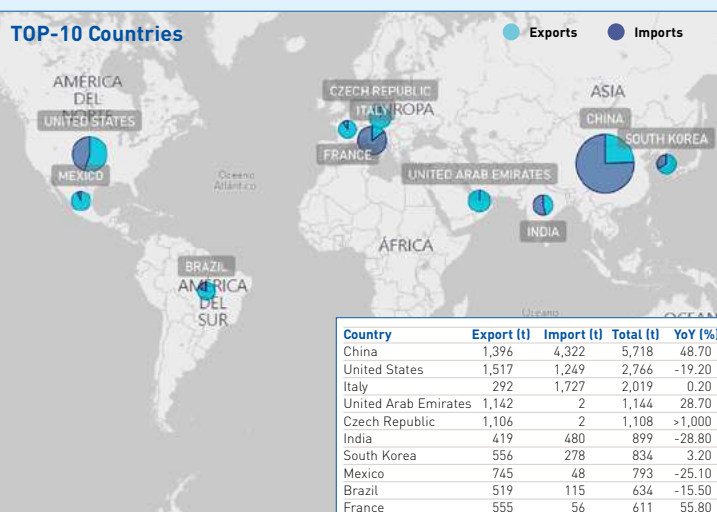 TOP-10 Countries
Exports
Imports
AMÉRICA
DEL
NORTE
UNITED STATES
MEXICO
Oceano
Atlántico
CZECH REPUBLIC
ITALY
EUROPA
FRANCE
ASIA
CHINA
SOUTH KOREA
UNITED ARAB EMIRATES
INDIA
ÁFRICA
BRAZIL
AMÉRICA
DEL
SUR
Country Export (t) Import (t) Total (t) YoY (%)
China 1,396 4,322 5,718 48.70
United States 1,517 1,249 2,766 -19.20
Italy 292 1,727 2,019 0.20
United Arab Emirates 1,142 2 1,144 28.70
Czech Republic 1,106 2 1,108 >1,000
India 419 480 899 -28.80
South Korea 556 278 834 3.20
Mexico 745 48 793 -25.10
Brazil 519 115 634 -15.50
France 555 56 611 55.80